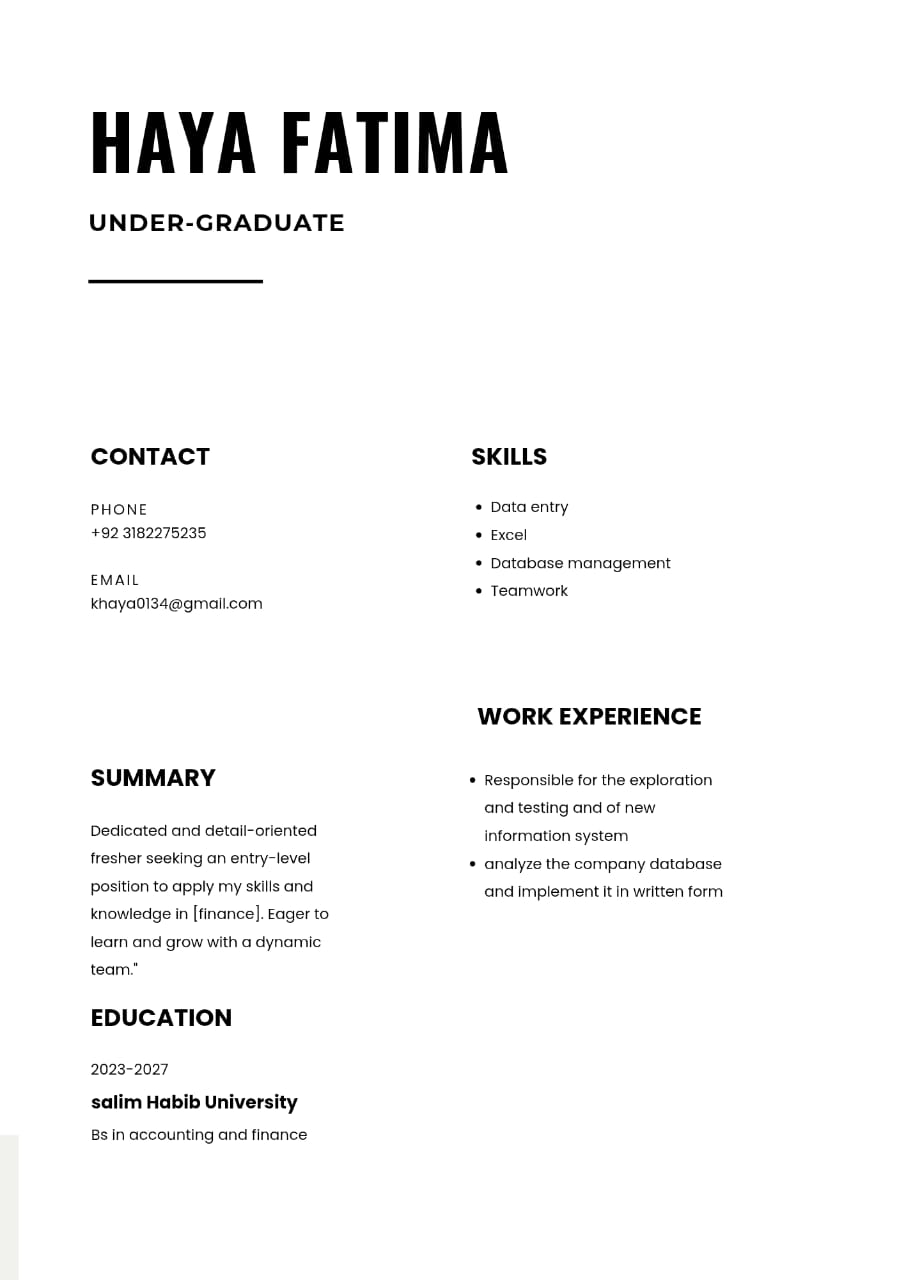 HAYA FATIMA
UNDER-GRADUATE
CONTACT
PHONE
+92 3182275235
EMAIL
khaya0134@gmail.com
SUMMARY
Dedicated and detail-oriented
fresher seeking an entry-level
position to apply my skills and
knowledge in [finance]. Eager to
learn and grow with a dynamic
team."
EDUCATION
2023-2027
salim Habib University
Bs in accounting and finance
SKILLS
• Data entry
• Excel
• Database management
• Teamwork
WORK EXPERIENCE
• Responsible for the exploration
and testing and of new
information system
• analyze the company database
and implement it in written form